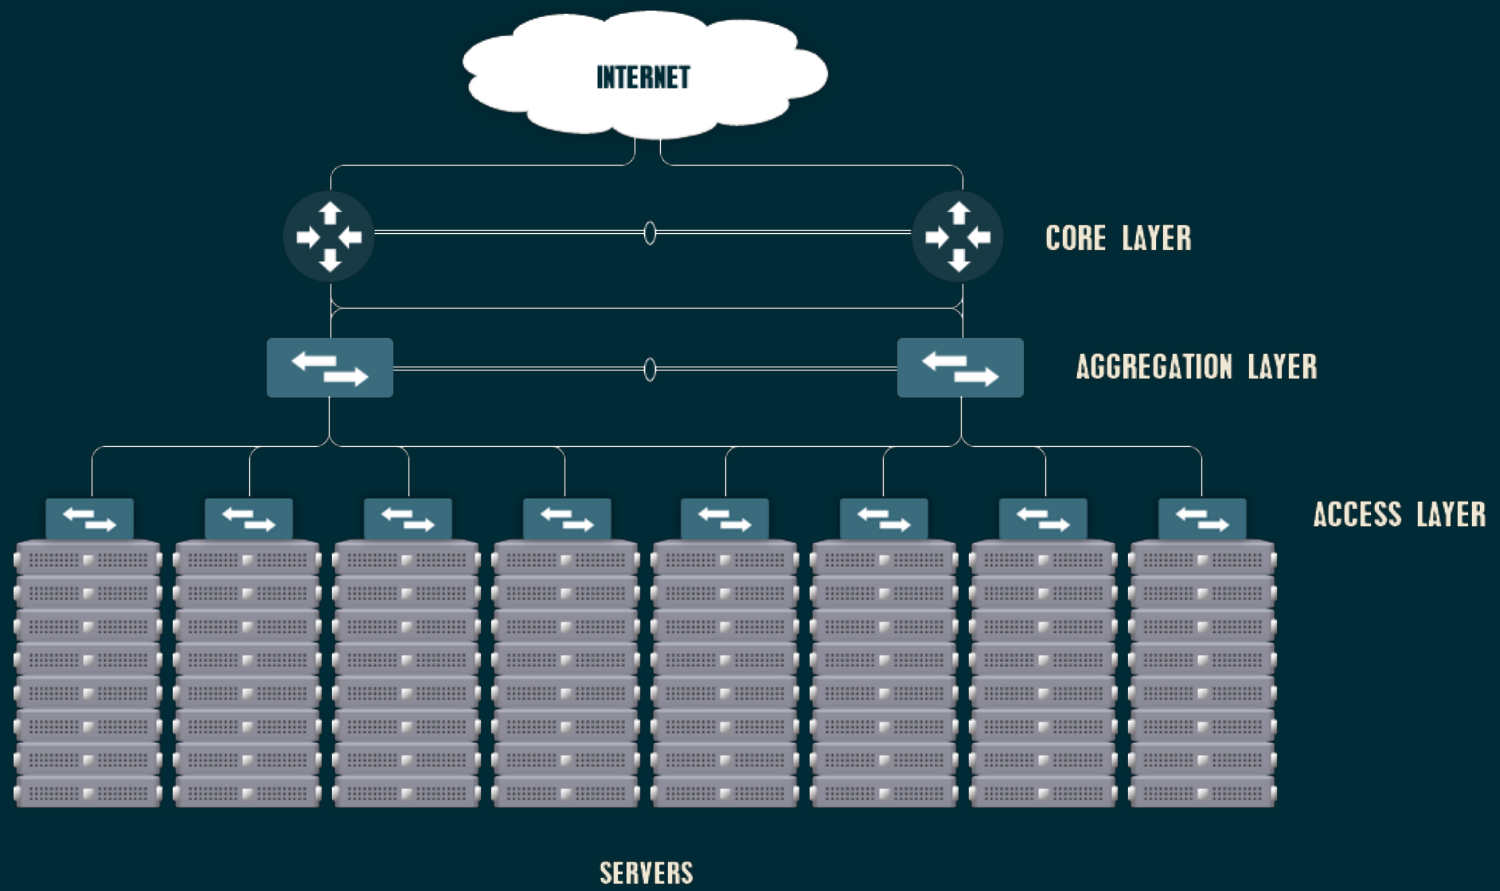 INTERNET
CORE LAYER
AGGREGATION LAYER
ACCESS LAYER
SERVERS